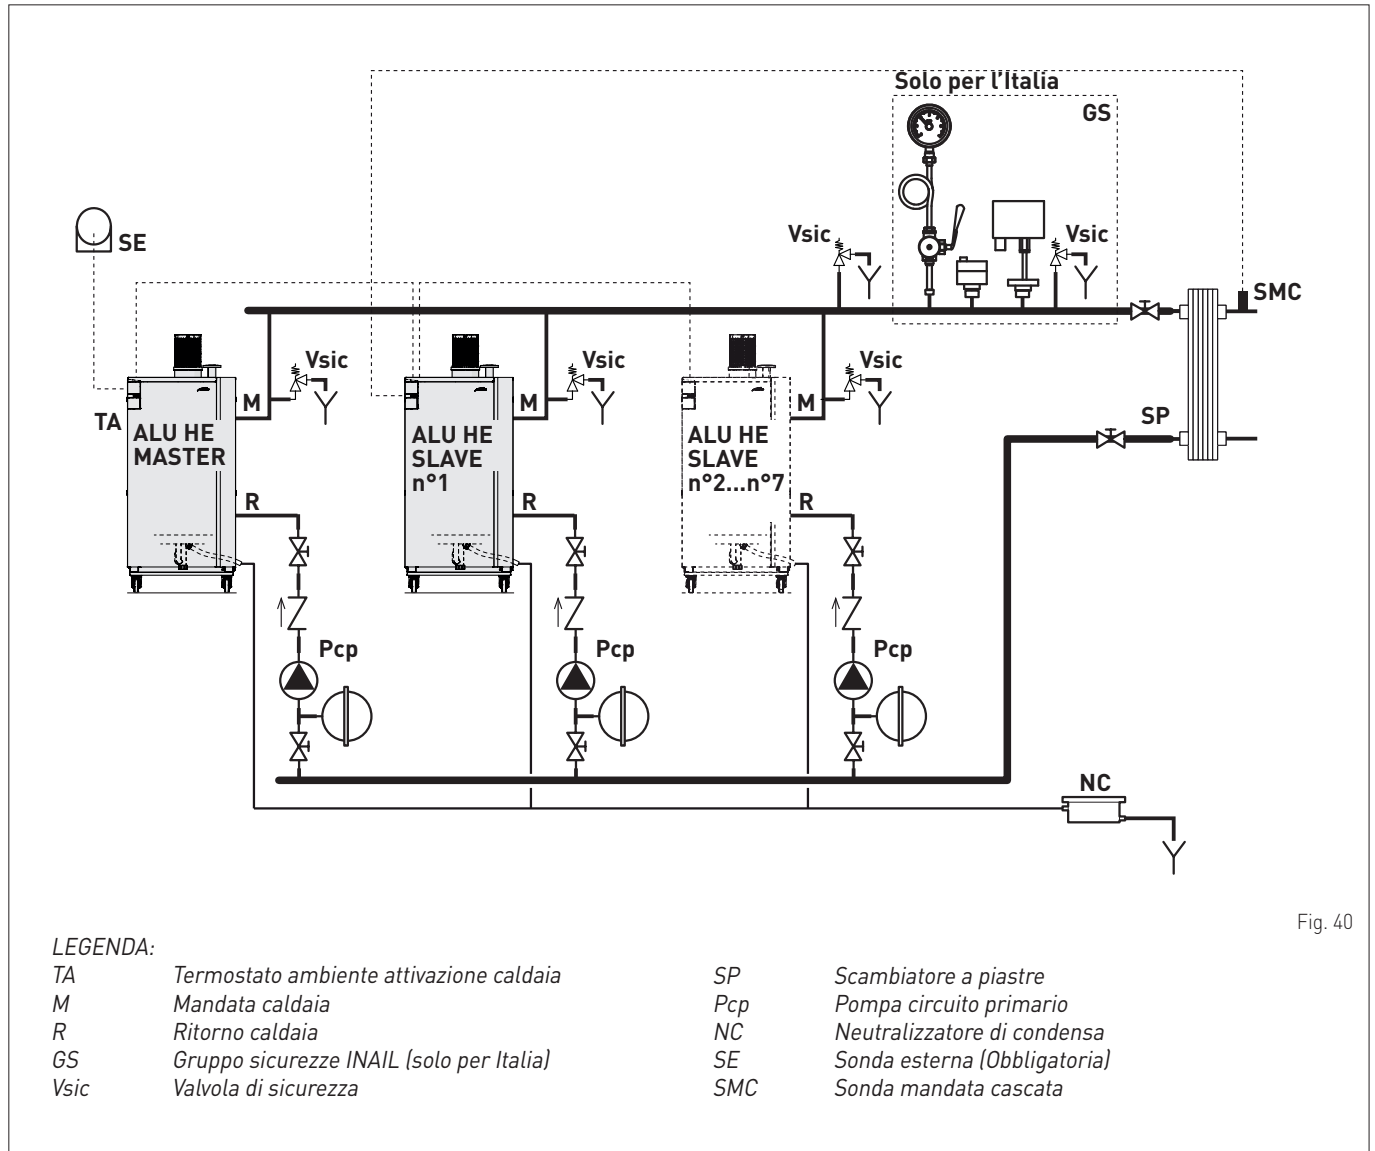 Solo per l'Italia
GS
SE
Vsic
Vsic
SMC
Vsic
Vsic
Vsic
TA
M
M
M
SP
ALU HE
MASTER
ALU HE
SLAVE
n°1
ALU HE
SLAVE
n°2...n°7
R
R
R
Pcp
Pcp
Pcp
NC
Fig. 40
LEGENDA:
TA Termostato ambiente attivazione caldaia
M Mandata caldaia
R Ritorno caldaia
GS Gruppo sicurezze INAIL (solo per Italia)
Vsic Valvola di sicurezza
SP Scambiatore a piastre
Pcp Pompa circuito primario
NC Neutralizzatore di condensa
SE Sonda esterna (Obbligatoria)
SMC Sonda mandata cascata